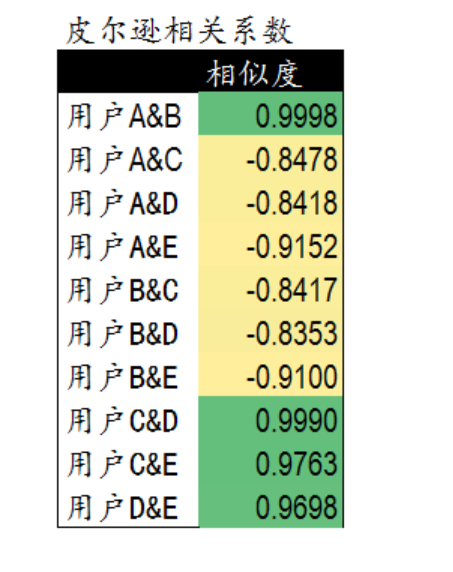 皮尔逊相关系数
相似度
用户A&B 0.9998
用户A&C -0.8478
用户A&D -0.8418
用户A&E -0.9152
用户B&C -0.8417
用户B&D -0.8353
用户B&E -0.9100
用户C&D 0.9990
用户C&E 0.9763
用户D&E 0.9698